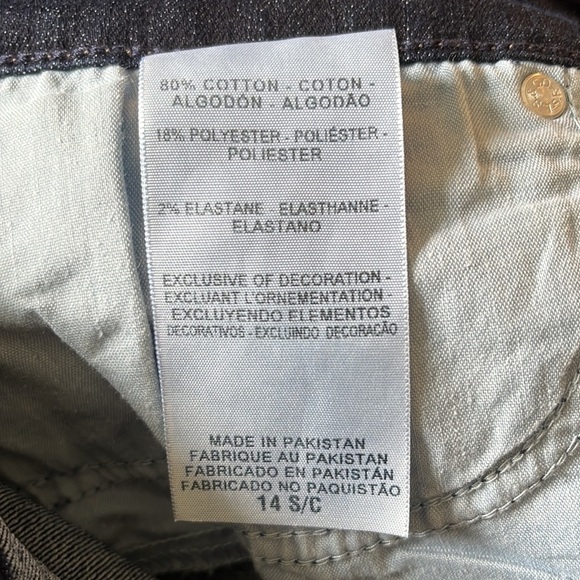 80% COTTON - COTON -
ALGODÓN - ALGODÃO
18% POLYESTER - POLIÉSTER -
POLIESTER
2% ELASTANE - ELASTHANNE -
ELASTANO
EXCLUSIVE OF DECORATION -
EXCLUANT L'ORNEMENTATION
EXCLUYENDO ELEMENTOS
DECORATIVOS - EXCLUINDO DECORAÇÃO
MADE IN PAKISTAN
FABRIQUE AU PAKISTAN
FABRICADO EN PAKISTÁN
FABRICADO NO PAQUISTÃO
14 S/C